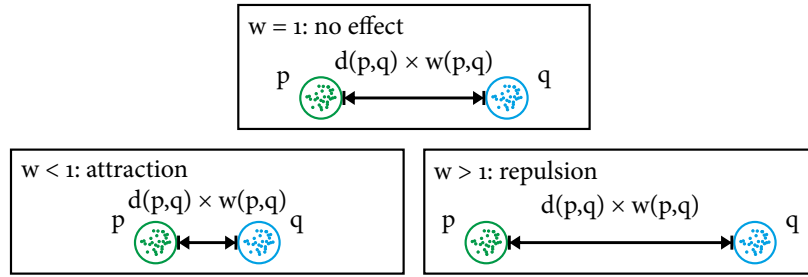 w = 1: no effect
d(p,q) × w(p,q)
p
q
w < 1: attraction
d(p,q) × w(p,q)
p
q
w > 1: repulsion
d(p,q) × w(p,q)
p
q